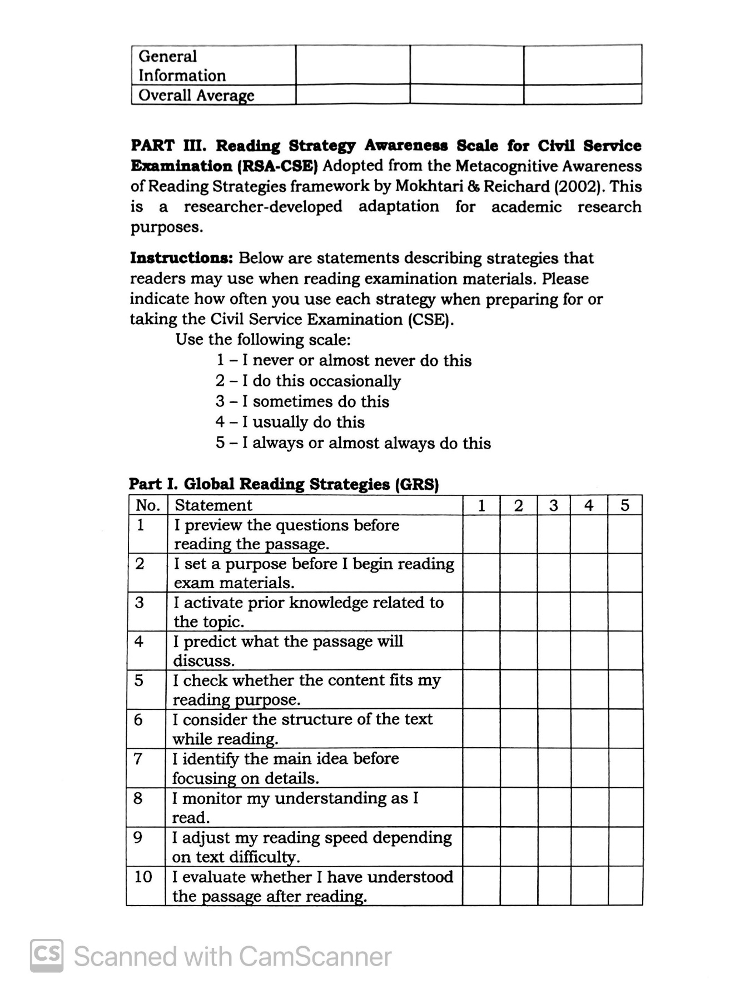 General
Information
Overall Average
PART III. Reading Strategy Awareness Scale for Civil Service
Examination (RSA-CSE) Adopted from the Metacognitive Awareness
of Reading Strategies framework by Mokhtari & Reichard (2002). This
is a researcher-developed adaptation for academic research
purposes.
Instructions: Below are statements describing strategies that
readers may use when reading examination materials. Please
indicate how often you use each strategy when preparing for or
taking the Civil Service Examination (CSE).
Use the following scale:
1 – I never or almost never do this
2 – I do this occasionally
3 – I sometimes do this
4 – I usually do this
5 – I always or almost always do this
Part I. Global Reading Strategies (GRS)
No. Statement 1 2 3 4 5
1 I preview the questions before
reading the passage.
2 I set a purpose before I begin reading
exam materials.
3 I activate prior knowledge related to
the topic.
4 I predict what the passage will
discuss.
5 I check whether the content fits my
reading purpose.
6 I consider the structure of the text
while reading.
7 I identify the main idea before
focusing on details.
8 I monitor my understanding as I
read.
9 I adjust my reading speed depending
on text difficulty.
10 I evaluate whether I have understood
the passage after reading.
CS Scanned with CamScanner